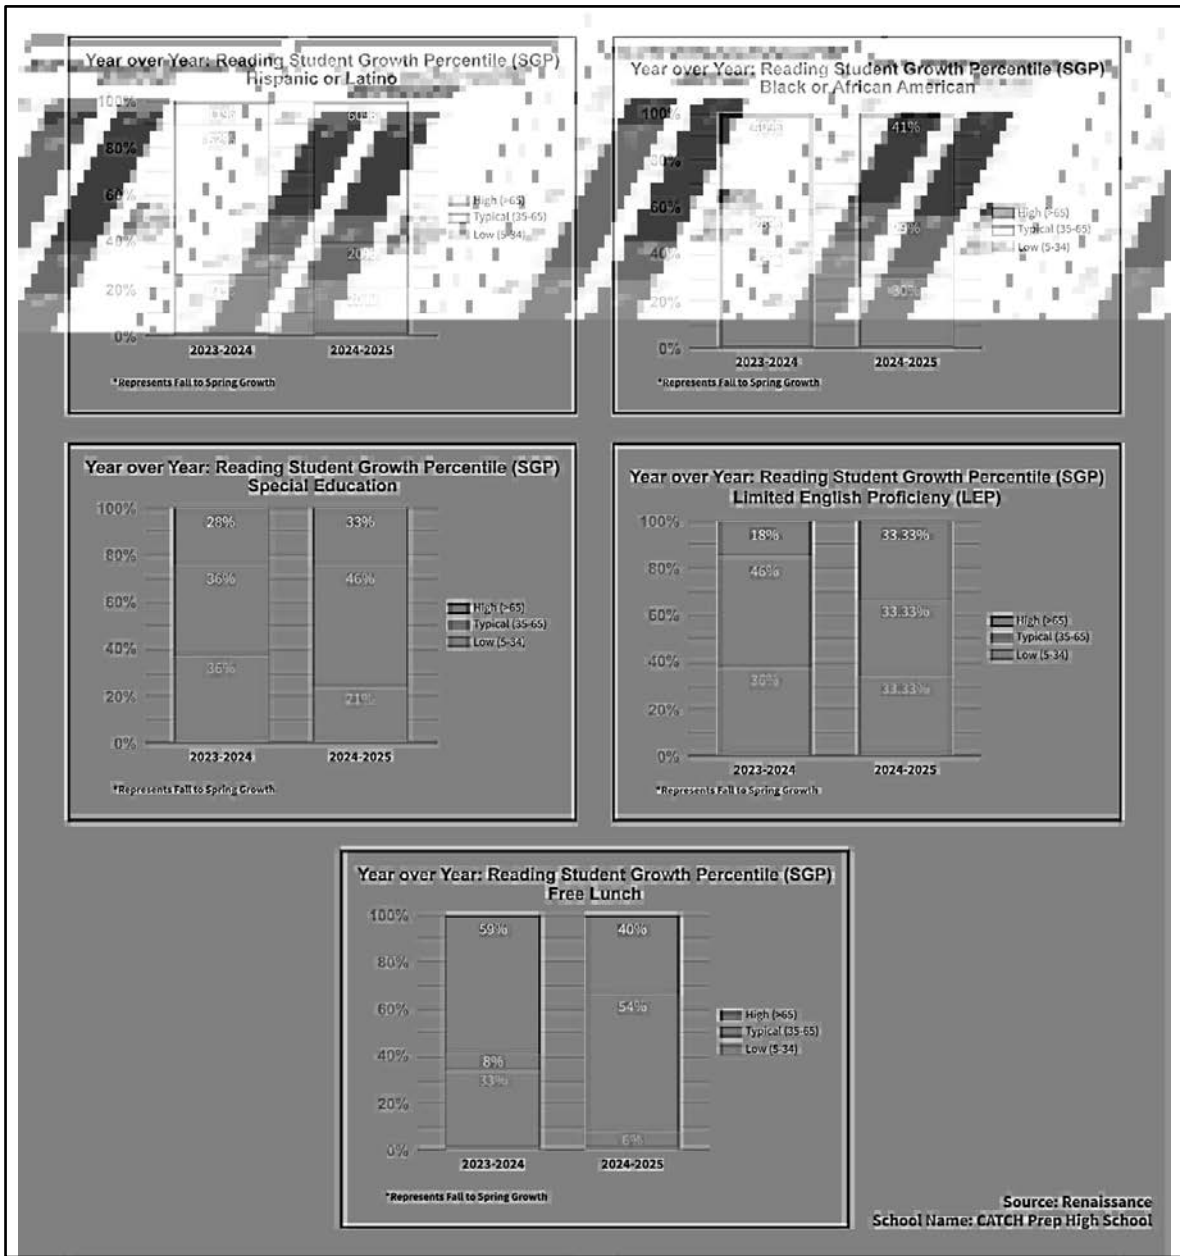 Year over Year: Reading Student Growth Percentile (SGP)
Hispanic or Latino
100%
80%
60%
40%
20%
0%
60%
20%
20%
High (>65)
Typical (35-65)
Low (5-34)
2023-2024
2024-2025
*Represents Fall to Spring Growth
Year over Year: Reading Student Growth Percentile (SGP)
Black or African American
100%
80%
60%
40%
20%
0%
41%
30%
High (>65)
Typical (35-65)
Low (5-34)
2023-2024
2024-2025
*Represents Fall to Spring Growth
Year over Year: Reading Student Growth Percentile (SGP)
Special Education
100%
80%
60%
40%
20%
0%
28%
36%
36%
33%
46%
21%
High (>65)
Typical (35-65)
Low (5-34)
2023-2024
2024-2025
*Represents Fall to Spring Growth
Year over Year: Reading Student Growth Percentile (SGP)
Limited English Proficieny (LEP)
100%
80%
60%
40%
20%
0%
18%
46%
36%
33.33%
33.33%
33.33%
High (>65)
Typical (35-65)
Low (5-34)
2023-2024
2024-2025
*Represents Fall to Spring Growth
Year over Year: Reading Student Growth Percentile (SGP)
Free Lunch
100%
80%
60%
40%
20%
0%
59%
8%
33%
40%
54%
6%
High (>65)
Typical (35-65)
Low (5-34)
2023-2024
2024-2025
*Represents Fall to Spring Growth
Source: Renaissance
School Name: CATCH Prep High School